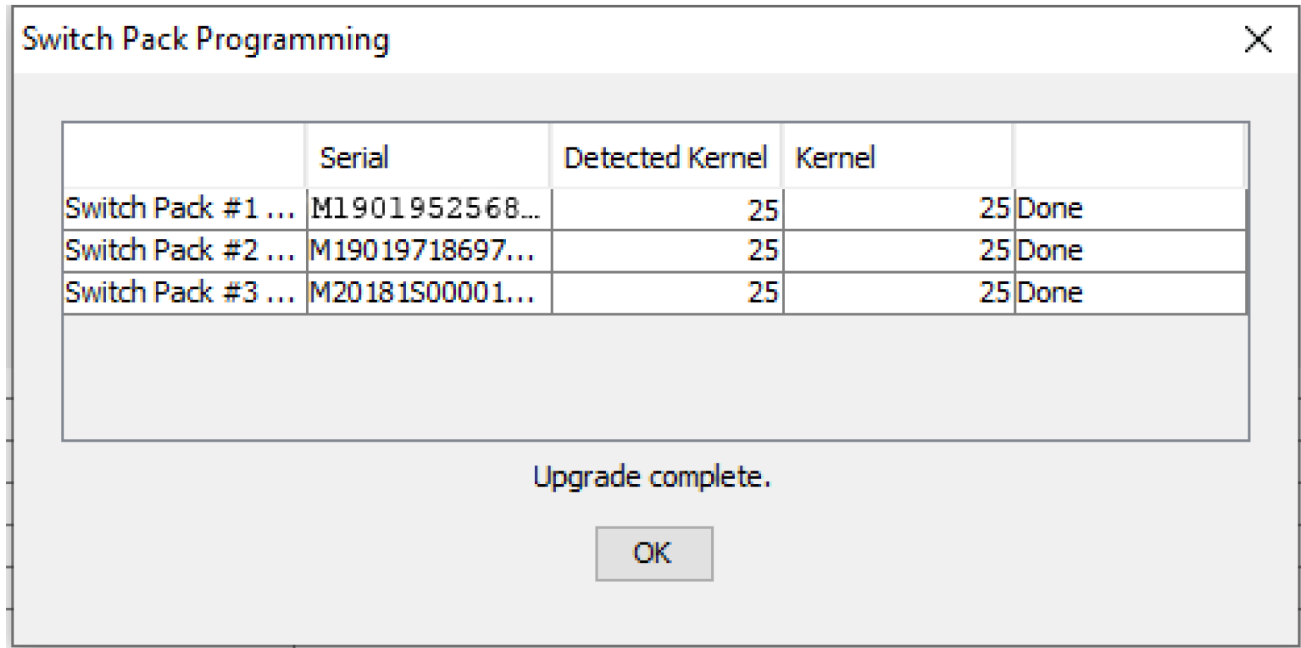 Switch Pack Programming
Serial Detected Kernel Kernel
Switch Pack #1 ... M1901952568... 25 25 Done
Switch Pack #2 ... M19019718697... 25 25 Done
Switch Pack #3 ... M20181S00001... 25 25 Done
Upgrade complete.
OK